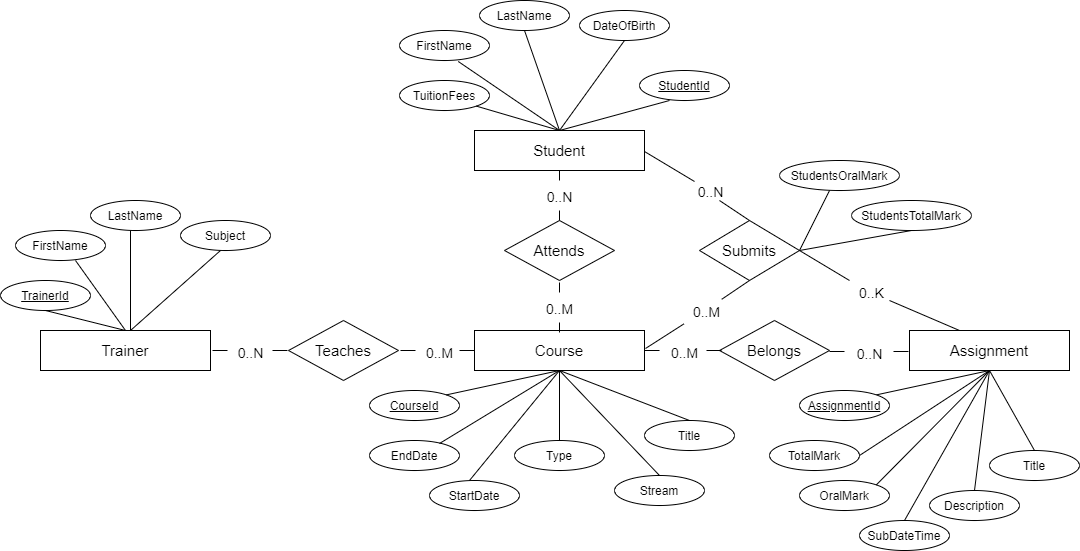 LastName
DateOfBirth
FirstName
StudentId
TuitionFees
Student
StudentsOralMark
0..N
0..N
StudentsTotalMark
LastName
Subject
FirstName
Attends
Submits
TrainerId
0..K
0..M
0..M
Trainer
0..N
Teaches
0..M
Course
0..M
Belongs
0..N
Assignment
CourseId
AssignmentId
Title
EndDate
Type
TotalMark
Title
StartDate
Stream
OralMark
Description
SubDateTime